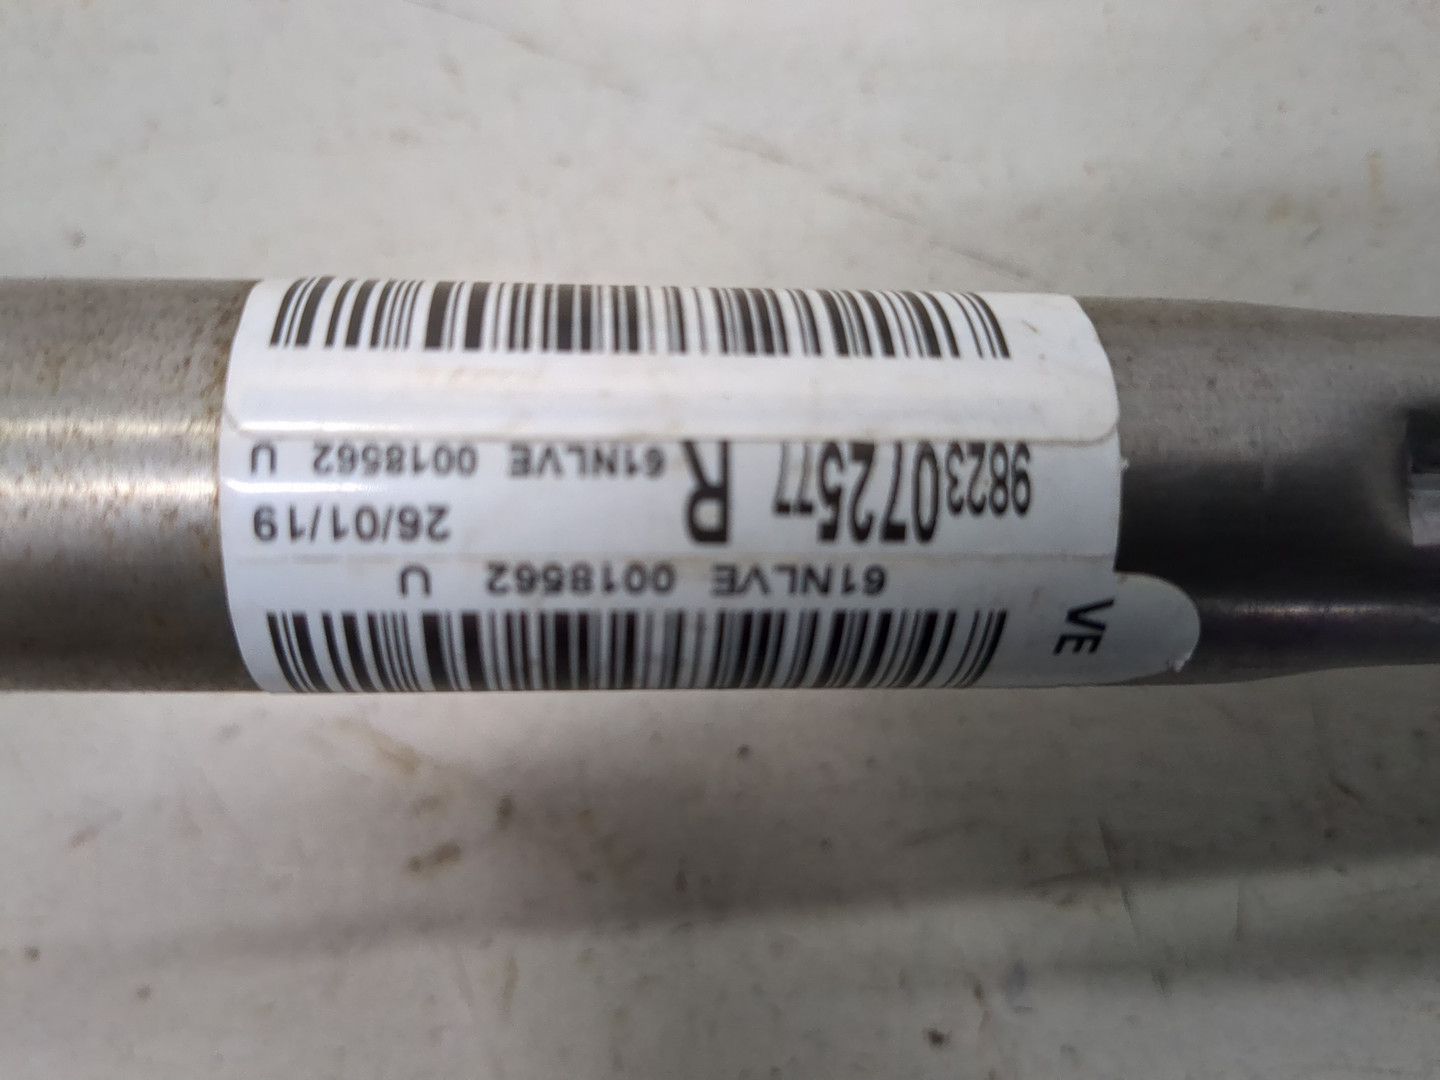 VE
61NLVE 0018562 U
9823072577 R 26/01/19
61NLVE 0018562 U